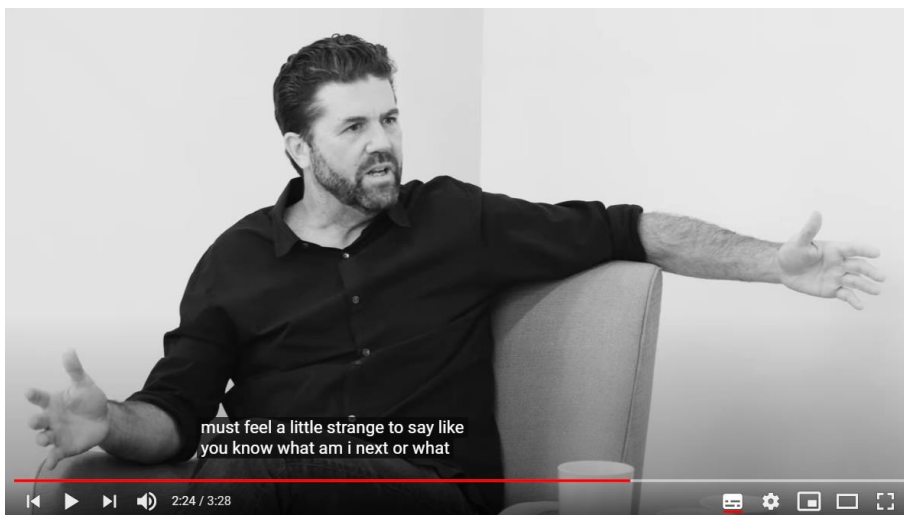 must feel a little strange to say like
you know what am i next or what
2:24 / 3:28